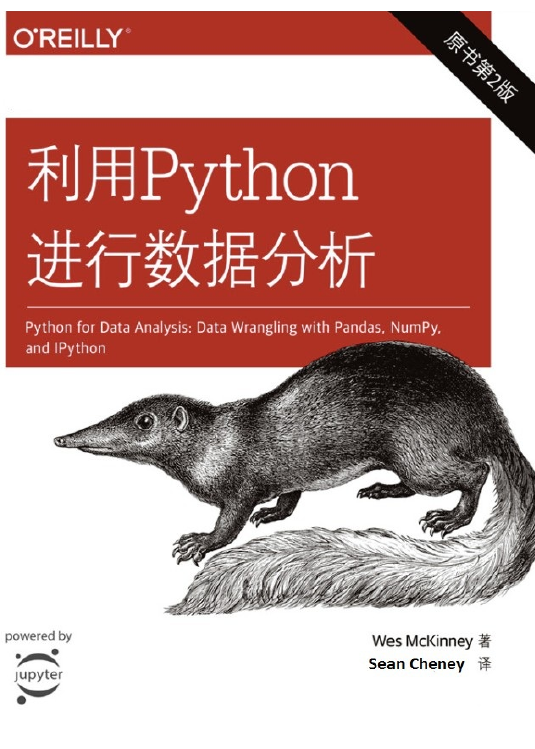 O'REILLY®
原书第2版
利用Python
进行数据分析
Python for Data Analysis: Data Wrangling with Pandas, NumPy,
and IPython
powered by
jupyter
Wes McKinney 著
Sean Cheney 译